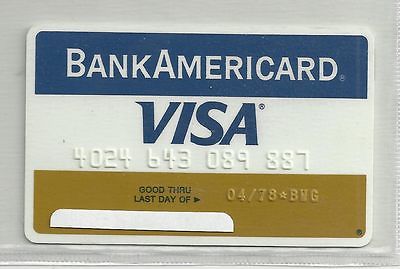 BANKAMERICARD®
VISA®
4024 643 089 887
GOOD THRU
LAST DAY OF ▶ 04/78*BWG
®